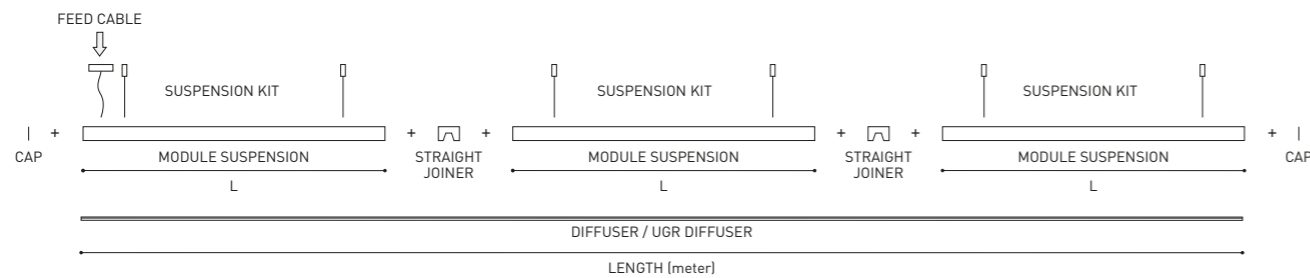 FEED CABLE
SUSPENSION KIT
SUSPENSION KIT
SUSPENSION KIT
+ + + + + +
CAP
MODULE SUSPENSION
STRAIGHT
JOINER
MODULE SUSPENSION
STRAIGHT
JOINER
MODULE SUSPENSION
CAP
L
L
L
DIFFUSER / UGR DIFFUSER
LENGTH (meter)